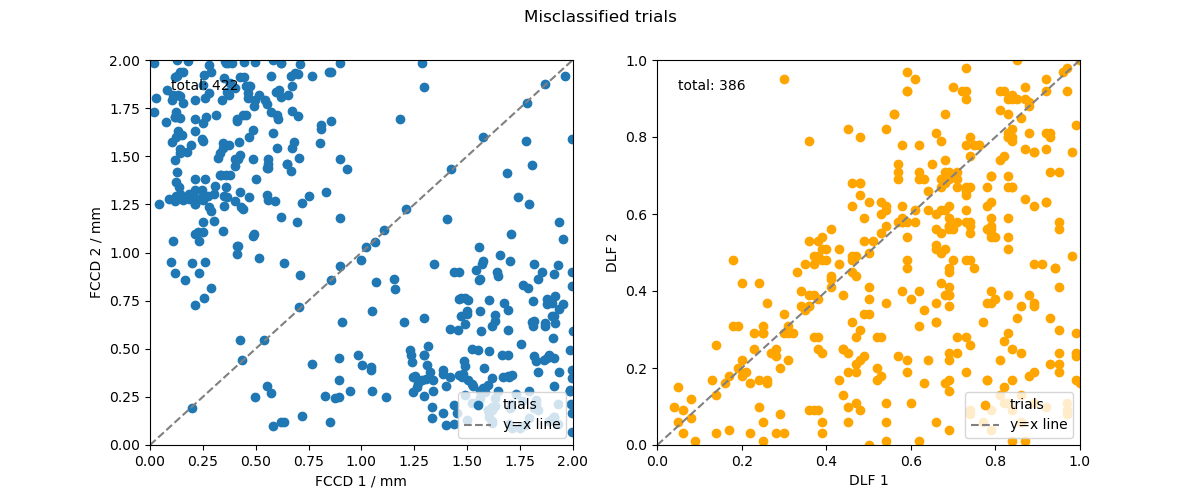 Misclassified trials
total: 422
2.00
1.75
1.50
1.25
1.00
0.75
0.50
0.25
0.00
FCCD 2 / mm
trials
y=x line
0.00 0.25 0.50 0.75 1.00 1.25 1.50 1.75 2.00
FCCD 1 / mm
total: 386
1.0
0.8
0.6
0.4
0.2
0.0
DLF 2
trials
y=x line
0.0 0.2 0.4 0.6 0.8 1.0
DLF 1